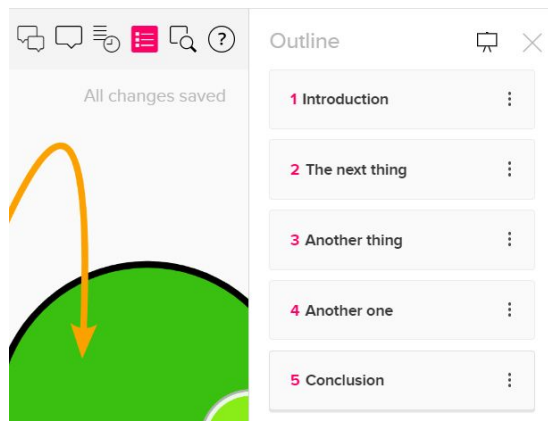 ?
Outline
All changes saved
1 Introduction
2 The next thing
3 Another thing
4 Another one
5 Conclusion